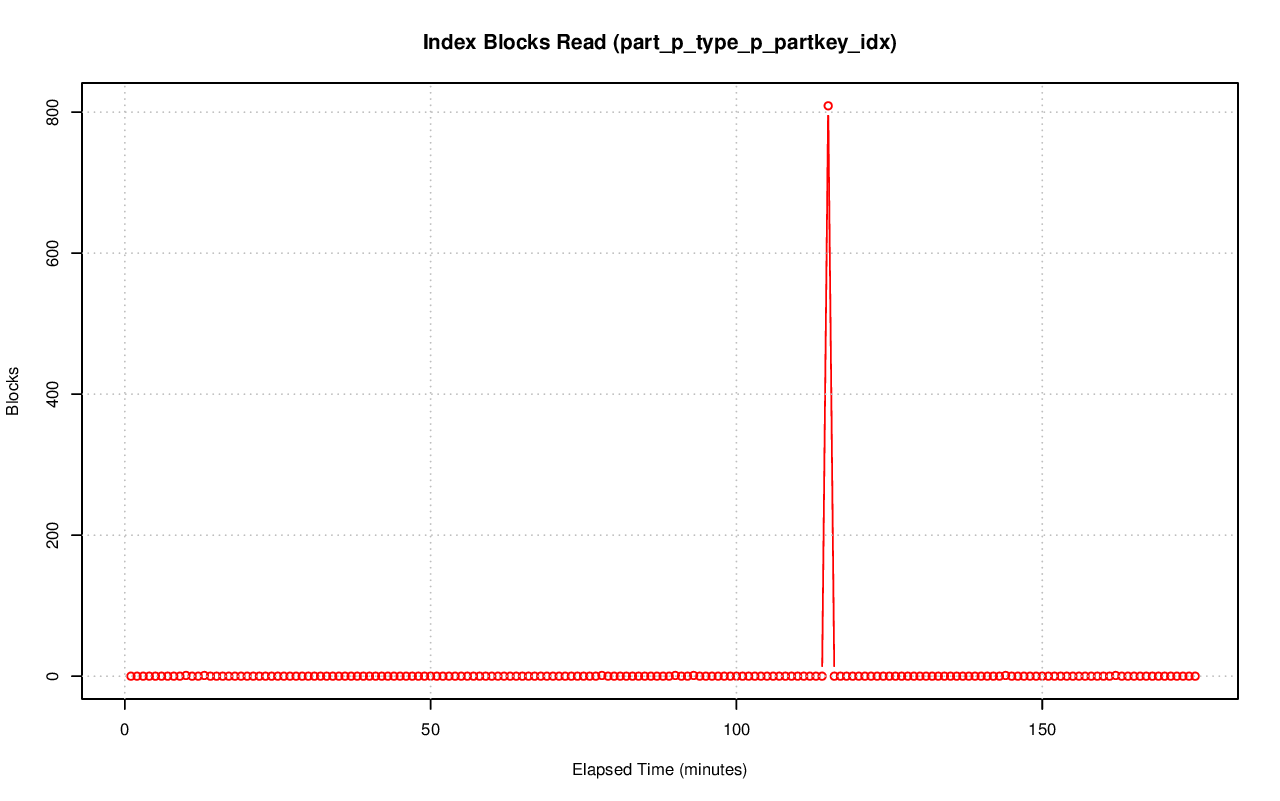 Index Blocks Read (part_p_type_p_partkey_idx)
800
600
400
200
0
Blocks
0 50 100 150
Elapsed Time (minutes)